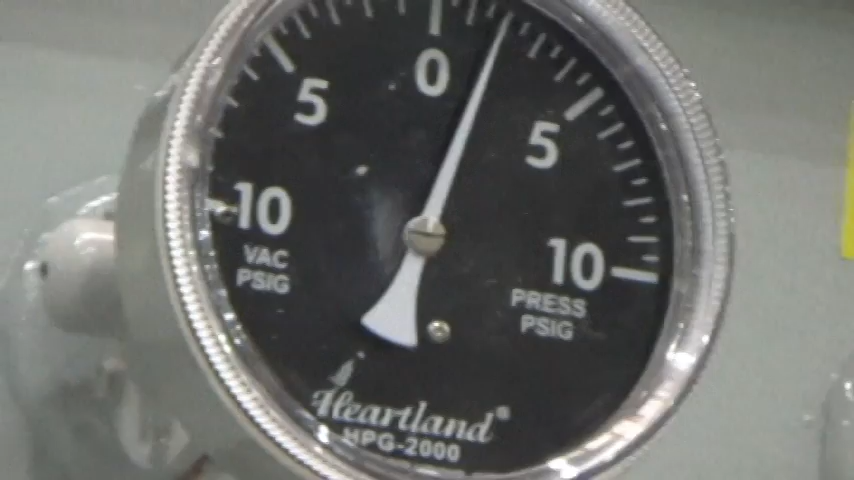 0
5
5
10
10
VAC
PSIG
PRESS
PSIG
Heartland®
HPG-2000